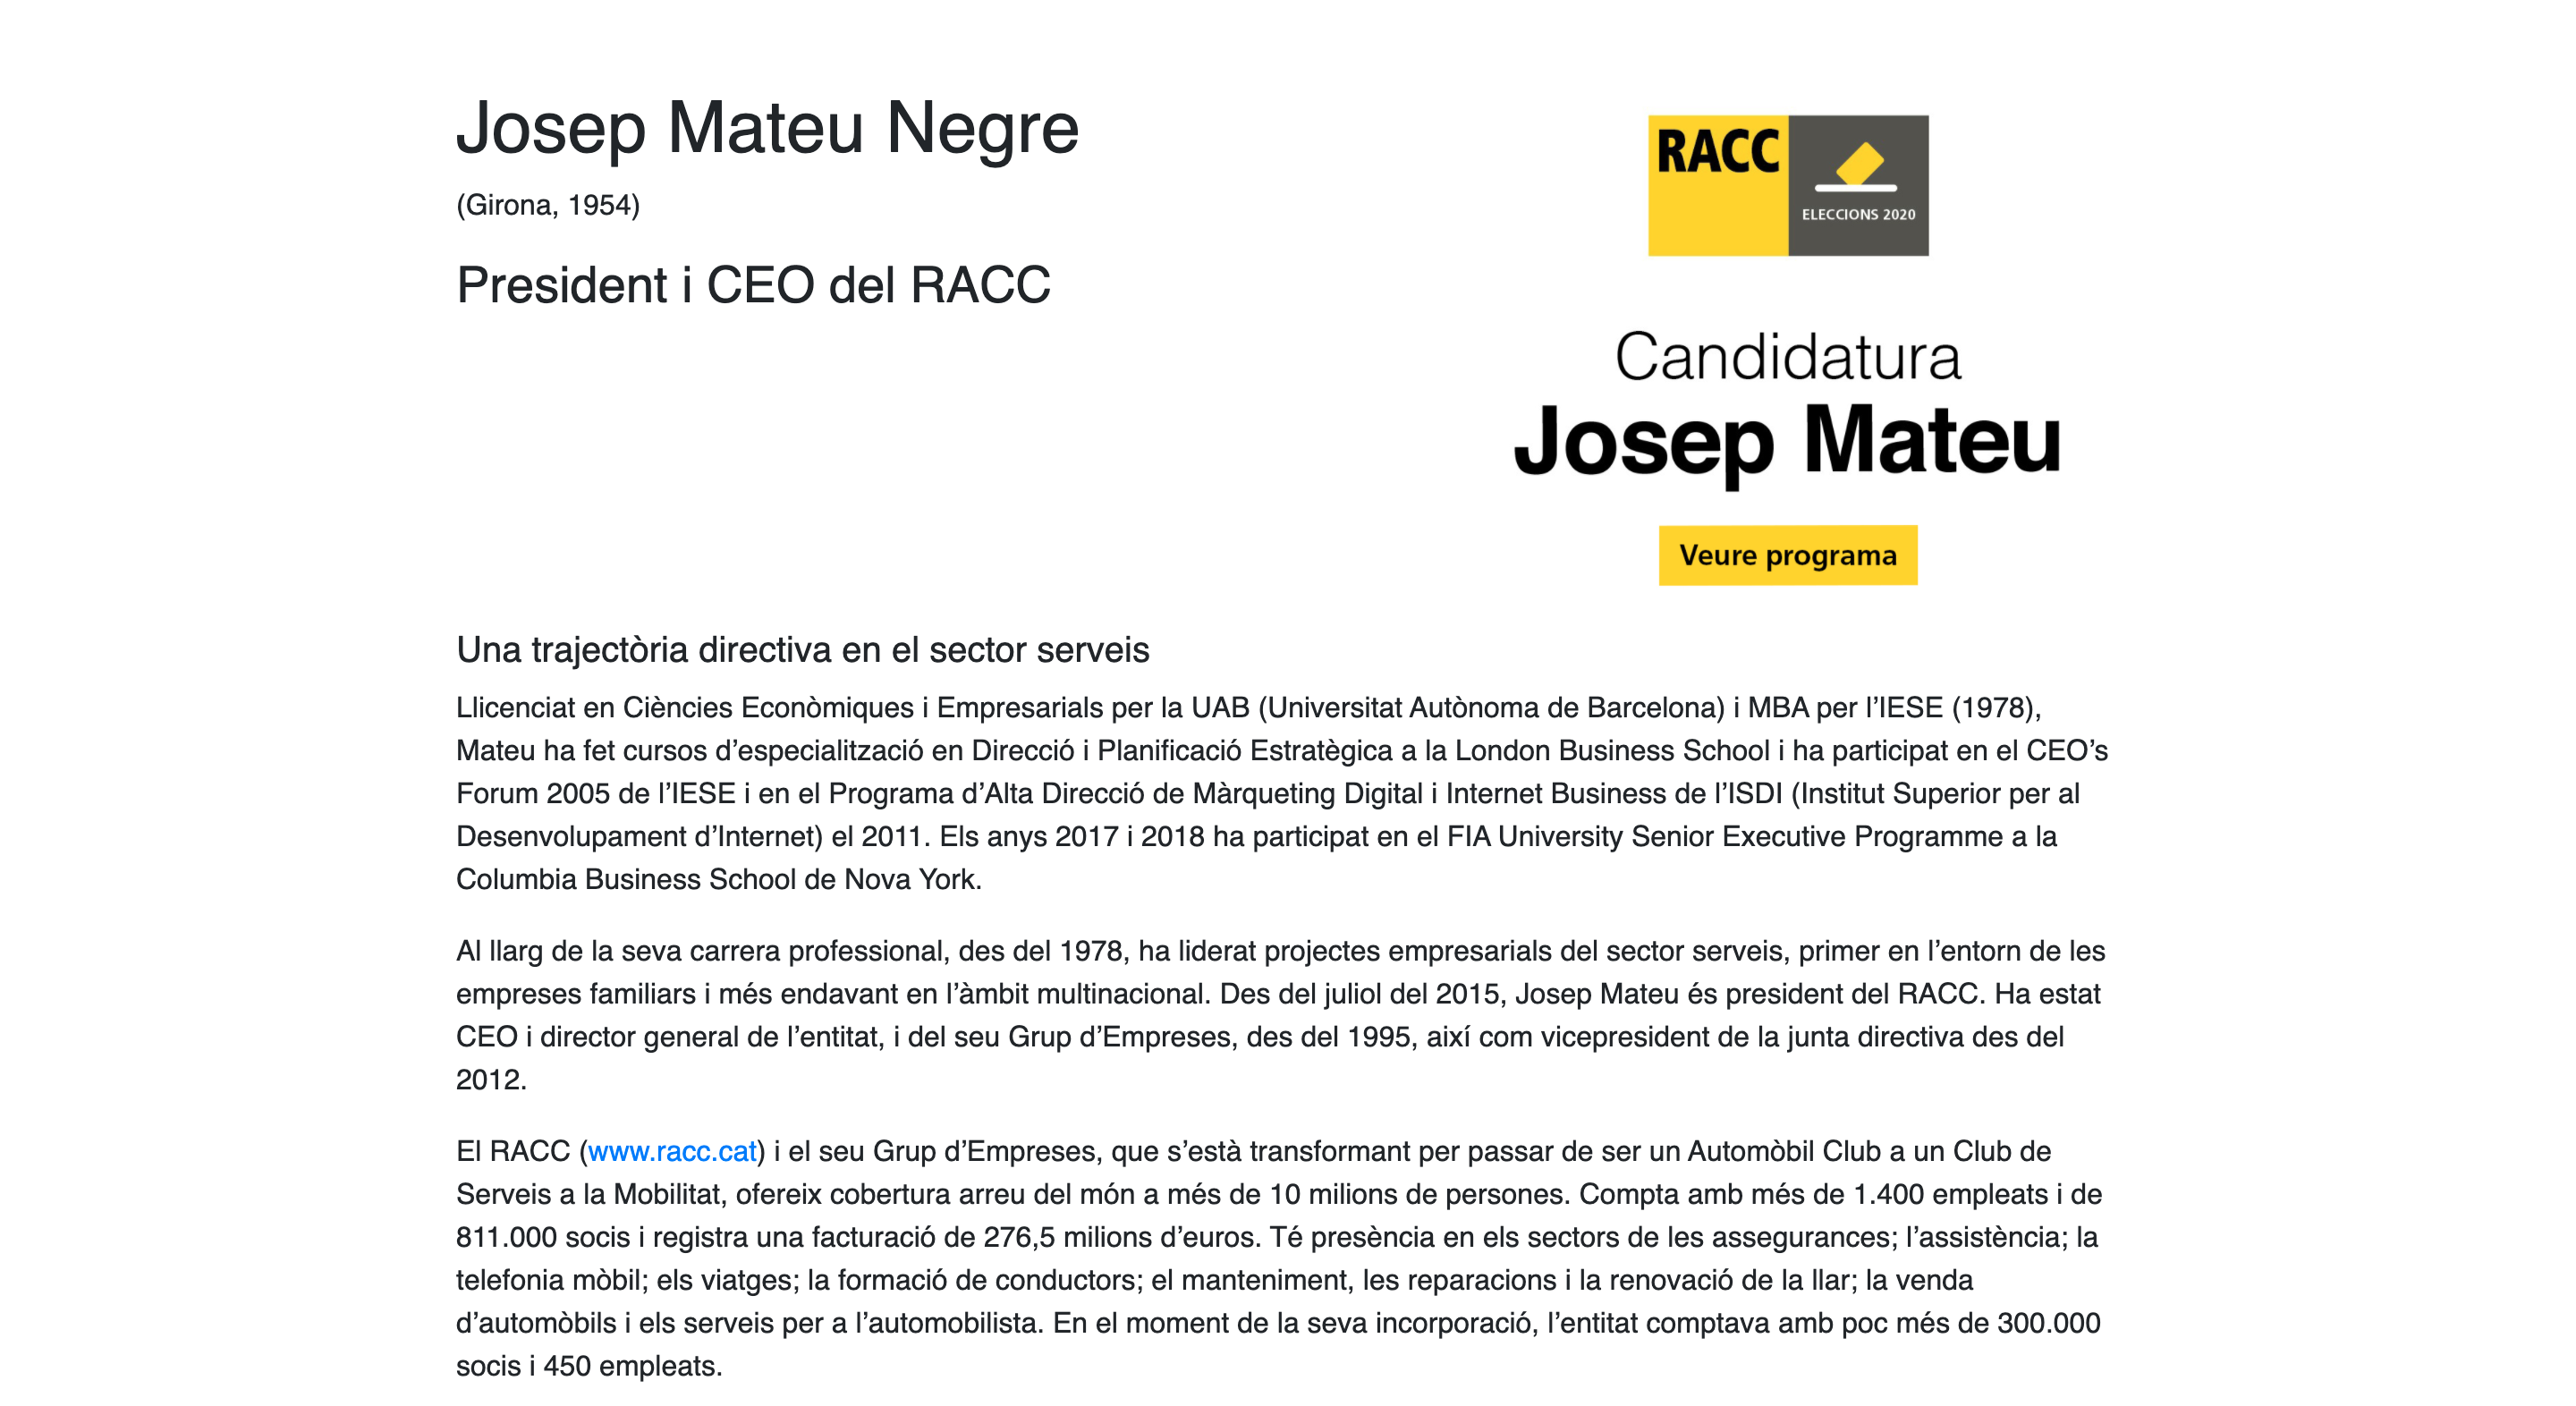 Josep Mateu Negre
(Girona, 1954)
President i CEO del RACC
RACC
ELECCIONS 2020
Candidatura
Josep Mateu
Veure programa
Una trajectòria directiva en el sector serveis
Llicenciat en Ciències Econòmiques i Empresarials per la UAB (Universitat Autònoma de Barcelona) i MBA per l’IESE (1978),
Mateu ha fet cursos d’especialització en Direcció i Planificació Estratègica a la London Business School i ha participat en el CEO’s
Forum 2005 de l’IESE i en el Programa d’Alta Direcció de Màrqueting Digital i Internet Business de l’ISDI (Institut Superior per al
Desenvolupament d’Internet) el 2011. Els anys 2017 i 2018 ha participat en el FIA University Senior Executive Programme a la
Columbia Business School de Nova York.
Al llarg de la seva carrera professional, des del 1978, ha liderat projectes empresarials del sector serveis, primer en l’entorn de les
empreses familiars i més endavant en l’àmbit multinacional. Des del juliol del 2015, Josep Mateu és president del RACC. Ha estat
CEO i director general de l’entitat, i del seu Grup d’Empreses, des del 1995, així com vicepresident de la junta directiva des del
2012.
El RACC (www.racc.cat) i el seu Grup d’Empreses, que s’està transformant per passar de ser un Automòbil Club a un Club de
Serveis a la Mobilitat, ofereix cobertura arreu del món a més de 10 milions de persones. Compta amb més de 1.400 empleats i de
811.000 socis i registra una facturació de 276,5 milions d’euros. Té presència en els sectors de les assegurances; l’assistència; la
telefonia mòbil; els viatges; la formació de conductors; el manteniment, les reparacions i la renovació de la llar; la venda
d’automòbils i els serveis per a l’automobilista. En el moment de la seva incorporació, l’entitat comptava amb poc més de 300.000
socis i 450 empleats.